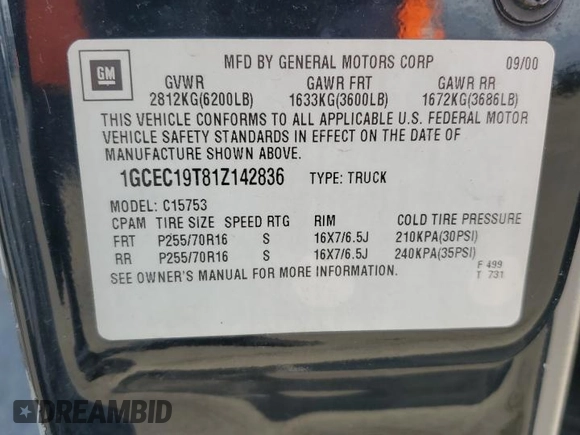 GM
MFD BY GENERAL MOTORS CORP 09/00
GVWR GAWR FRT GAWR RR
2812KG(6200LB) 1633KG(3600LB) 1672KG(3686LB)
THIS VEHICLE CONFORMS TO ALL APPLICABLE U.S. FEDERAL MOTOR
VEHICLE SAFETY STANDARDS IN EFFECT ON THE DATE OF
MANUFACTURE SHOWN ABOVE.
1GCEC19T81Z142836 TYPE: TRUCK
MODEL: C15753
CPAM TIRE SIZE SPEED RTG RIM COLD TIRE PRESSURE
FRT P255/70R16 S 16X7/6.5J 210KPA(30PSI)
RR P255/70R16 S 16X7/6.5J 240KPA(35PSI)
SEE OWNER'S MANUAL FOR MORE INFORMATION.
F 499
T 731
DREAMBID